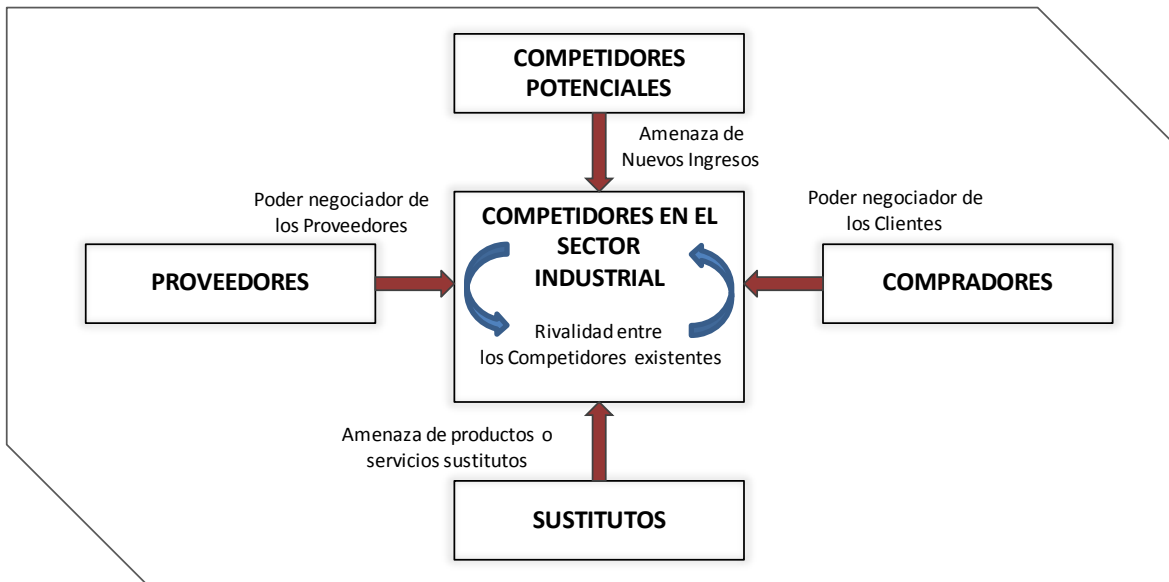 COMPETIDORES
POTENCIALES
Amenaza de
Nuevos Ingresos
Poder negociador de
los Proveedores
PROVEEDORES
COMPETIDORES EN EL
SECTOR
INDUSTRIAL
Rivalidad entre
los Competidores existentes
Poder negociador de
los Clientes
COMPRADORES
Amenaza de productos o
servicios sustitutos
SUSTITUTOS